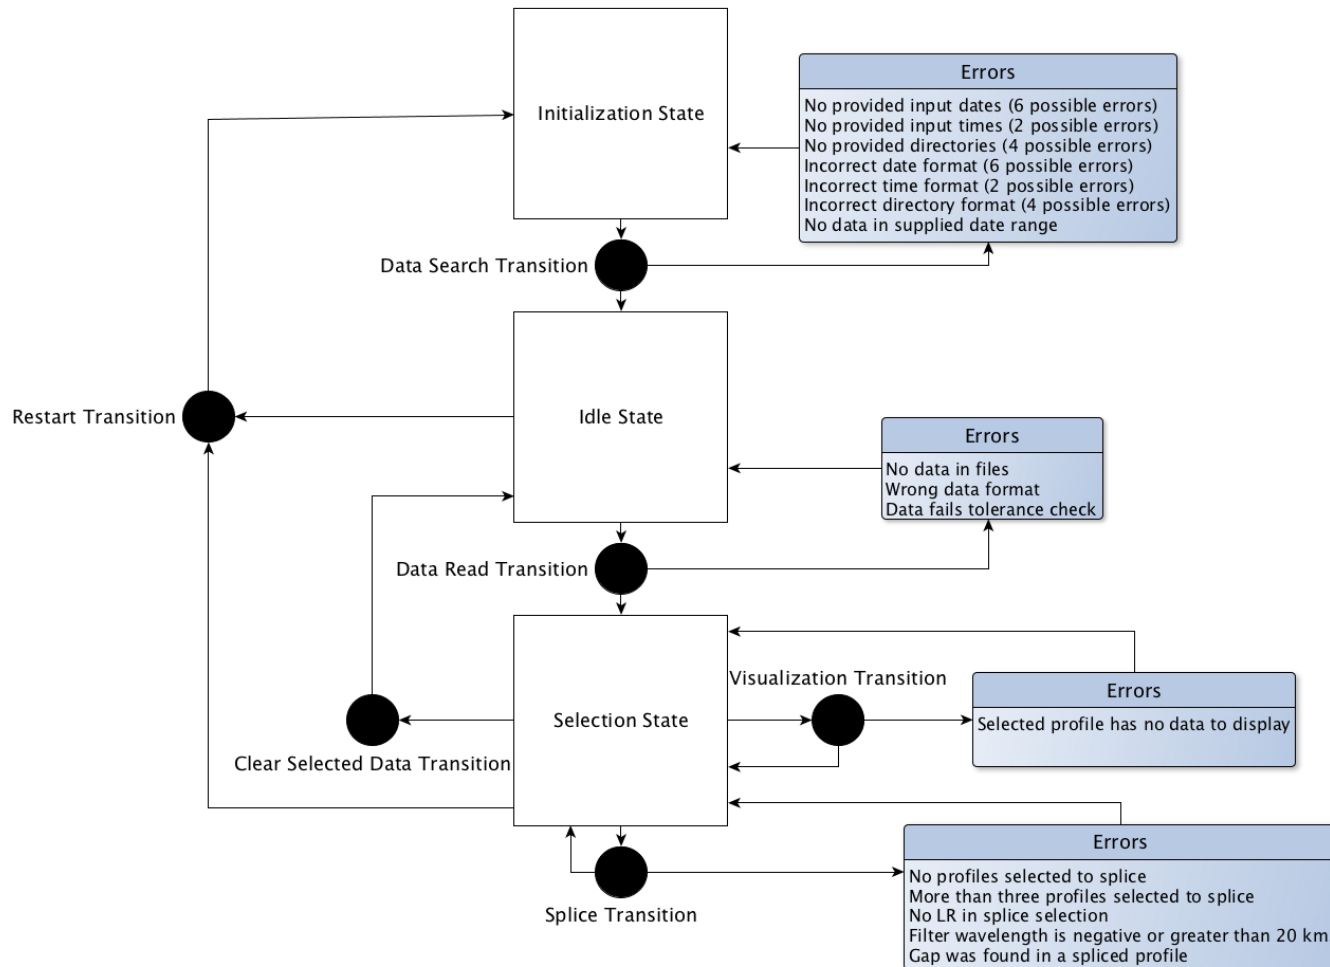 Initialization State
Errors
No provided input dates (6 possible errors)
No provided input times (2 possible errors)
No provided directories (4 possible errors)
Incorrect date format (6 possible errors)
Incorrect time format (2 possible errors)
Incorrect directory format (4 possible errors)
No data in supplied date range
Data Search Transition
Restart Transition
Idle State
Errors
No data in files
Wrong data format
Data fails tolerance check
Data Read Transition
Visualization Transition
Selection State
Errors
Selected profile has no data to display
Clear Selected Data Transition
Errors
No profiles selected to splice
More than three profiles selected to splice
No LR in splice selection
Filter wavelength is negative or greater than 20 km
Gap was found in a spliced profile
Splice Transition